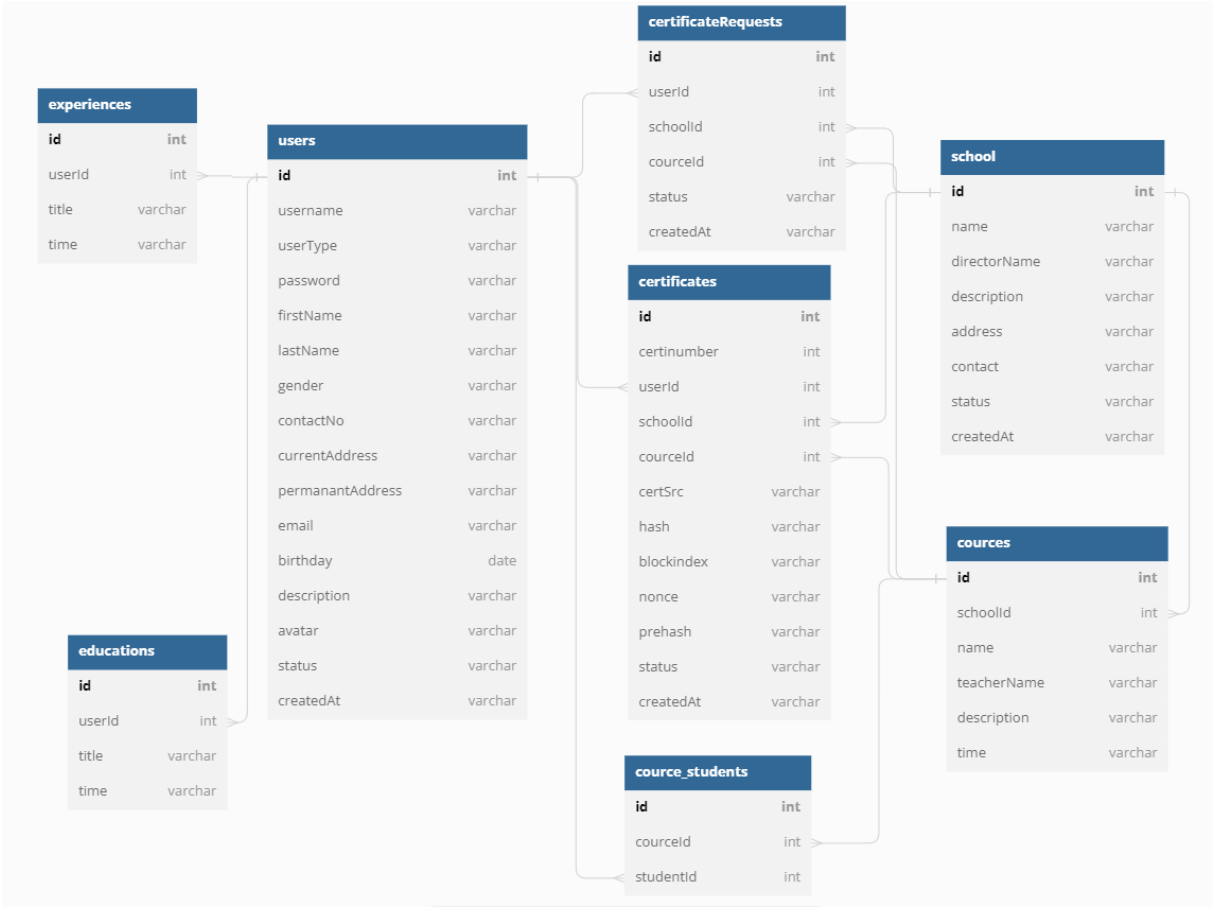 certificateRequests
id int
userId int
schoolId int
courceId int
status varchar
createdAt varchar
experiences
id int
userId int
title varchar
time varchar
users
id int
username varchar
userType varchar
password varchar
firstName varchar
lastName varchar
gender varchar
contactNo varchar
currentAddress varchar
permanantAddress varchar
email varchar
birthday date
description varchar
avatar varchar
status varchar
createdAt varchar
school
id int
name varchar
directorName varchar
description varchar
address varchar
contact varchar
status varchar
createdAt varchar
certificates
id int
certinumber int
userId int
schoolId int
courceId int
certSrc varchar
hash varchar
blockindex varchar
nonce varchar
prehash varchar
status varchar
createdAt varchar
cources
id int
schoolId int
name varchar
teacherName varchar
description varchar
time varchar
educations
id int
userId int
title varchar
time varchar
cource_students
id int
courceId int
studentId int